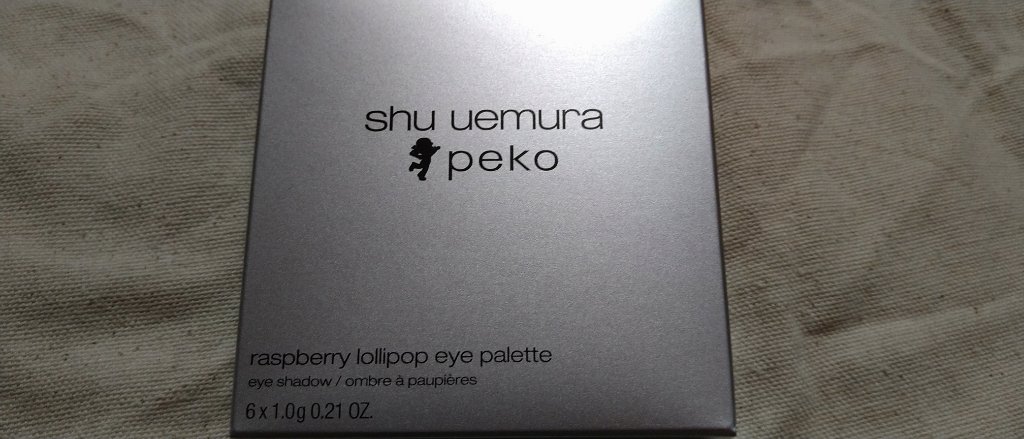 shu uemura
peko
raspberry lollipop eye palette
eye shadow / ombre à paupières
6 x 1.0g 0.21 OZ.